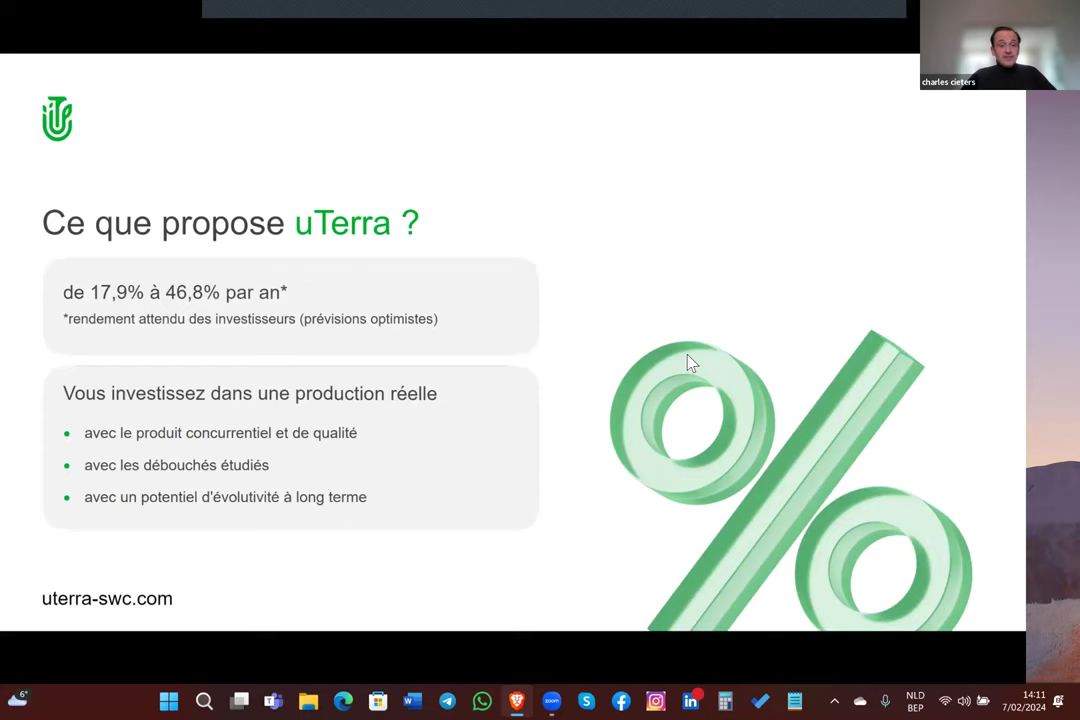 charles cieters
Ce que propose uTerra ?
de 17,9% à 46,8% par an*
*rendement attendu des investisseurs (prévisions optimistes)
Vous investissez dans une production réelle
avec le produit concurrentiel et de qualité
avec les débouchés étudiés
avec un potentiel d'évolutivité à long terme
uterra-swc.com
6°
zoom
NLD
BEP
14:11
7/02/2024